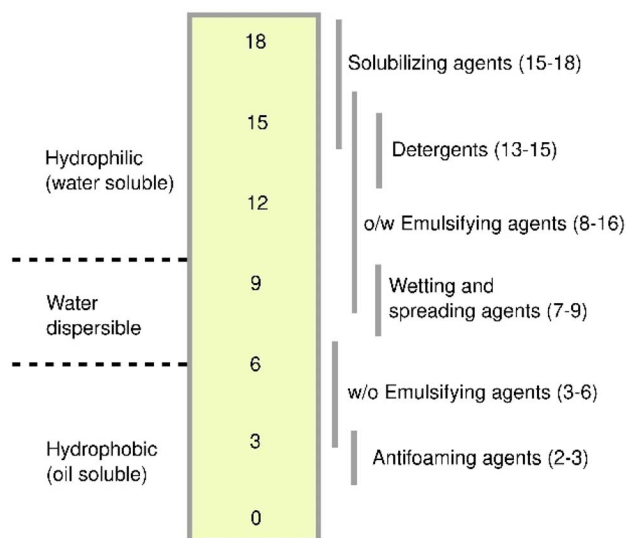 18
Solubilizing agents (15-18)
15
Detergents (13-15)
Hydrophilic
(water soluble)
12
o/w Emulsifying agents (8-16)
9
Wetting and
spreading agents (7-9)
Water
dispersible
6
w/o Emulsifying agents (3-6)
3
Antifoaming agents (2-3)
Hydrophobic
(oil soluble)
0